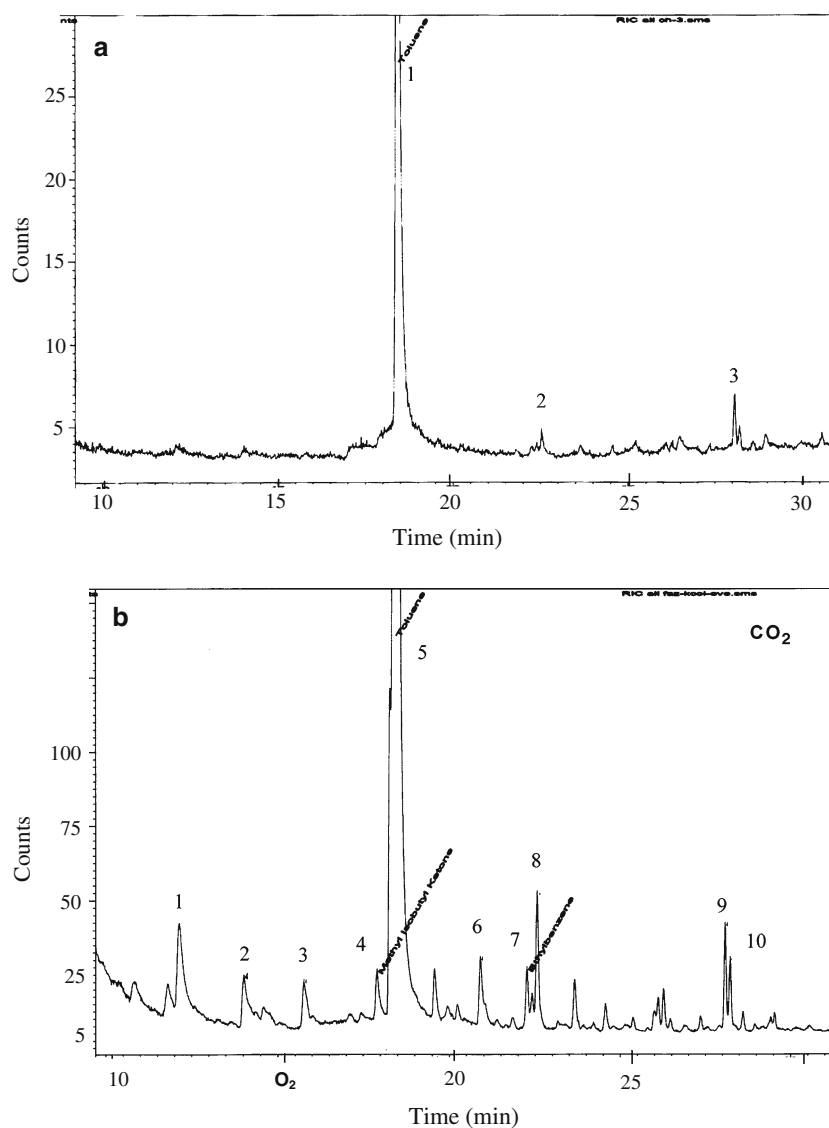 nts
RIC all on-3.sms
a
Toluene
1
25
20
15
10
5
Counts
2
3
10
15
20
25
30
Time (min)
RIC all faz-kool-eve.sms
b
Toluene
CO₂
5
100
75
50
25
5
Counts
Methyl Isobutyl Ketone
Ethylbenzene
1
2
3
4
6
7
8
9
10
10
O₂
20
25
Time (min)